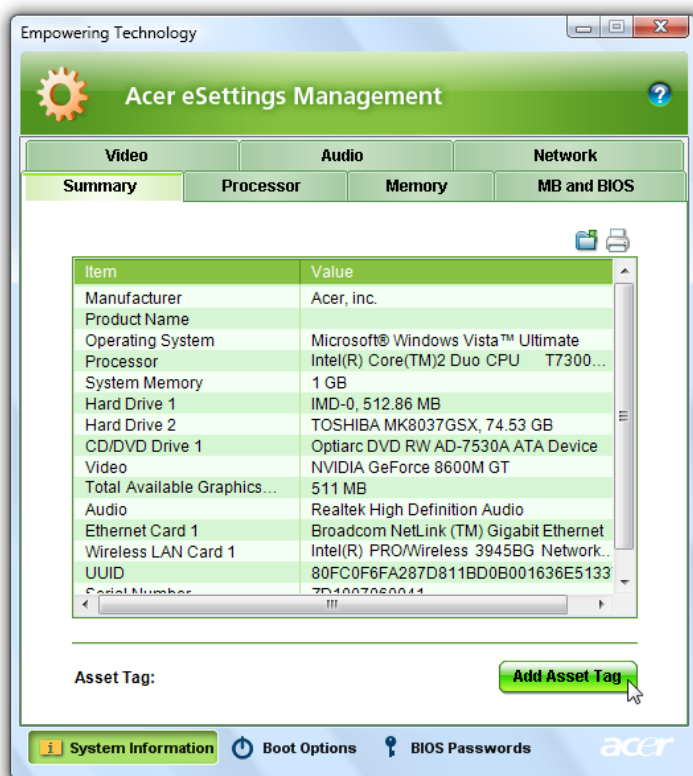 Empowering Technology
Acer eSettings Management
Video Audio Network
Summary Processor Memory MB and BIOS
Item Value
Manufacturer Acer, inc.
Product Name
Operating System Microsoft® Windows Vista™ Ultimate
Processor Intel(R) Core(TM)2 Duo CPU T7300...
System Memory 1 GB
Hard Drive 1 IMD-0, 512.86 MB
Hard Drive 2 TOSHIBA MK8037GSX, 74.53 GB
CD/DVD Drive 1 Optiarc DVD RW AD-7530A ATA Device
Video NVIDIA GeForce 8600M GT
Total Available Graphics... 511 MB
Audio Realtek High Definition Audio
Ethernet Card 1 Broadcom NetLink (TM) Gigabit Ethernet
Wireless LAN Card 1 Intel(R) PRO/Wireless 3945BG Network...
UUID 80FC0F6FA287D811BD0B001636E5133
Serial Number
Asset Tag: Add Asset Tag
System Information Boot Options BIOS Passwords acer